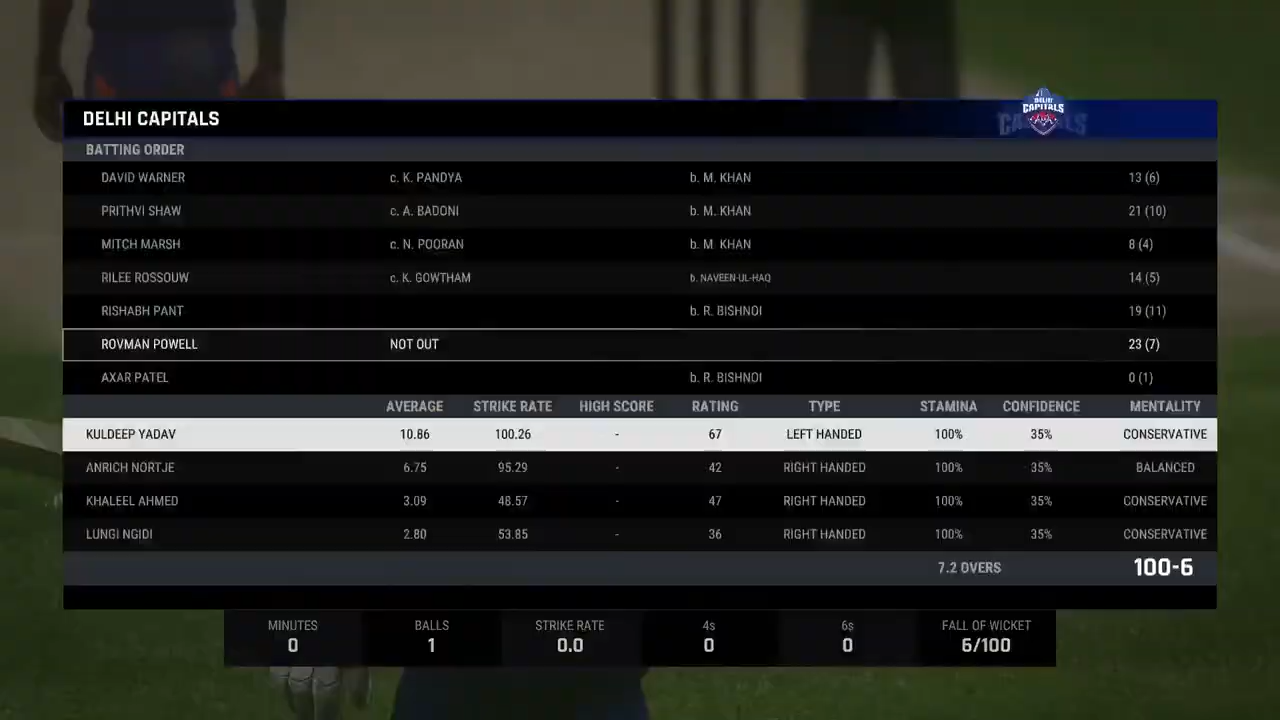 DELHI CAPITALS
DELHI CAPITALS
BATTING ORDER
DAVID WARNER c. K. PANDYA b. M. KHAN 13 (6)
PRITHVI SHAW c. A. BADONI b. M. KHAN 21 (10)
MITCH MARSH c. N. POORAN b. M. KHAN 8 (4)
RILEE ROSSOUW c. K. GOWTHAM b. NAVEEN-UL-HAQ 14 (5)
RISHABH PANT b. R. BISHNOI 19 (11)
ROVMAN POWELL NOT OUT 23 (7)
AXAR PATEL b. R. BISHNOI 0 (1)
AVERAGE STRIKE RATE HIGH SCORE RATING TYPE STAMINA CONFIDENCE MENTALITY
KULDEEP YADAV 10.86 100.26 - 67 LEFT HANDED 100% 35% CONSERVATIVE
ANRICH NORTJE 6.75 95.29 - 42 RIGHT HANDED 100% 35% BALANCED
KHALEEL AHMED 3.09 48.57 - 47 RIGHT HANDED 100% 35% CONSERVATIVE
LUNGI NGIDI 2.80 53.85 - 36 RIGHT HANDED 100% 35% CONSERVATIVE
7.2 OVERS 100-6
MINUTES BALLS STRIKE RATE 4s 6s FALL OF WICKET
0 1 0.0 0 0 6/100